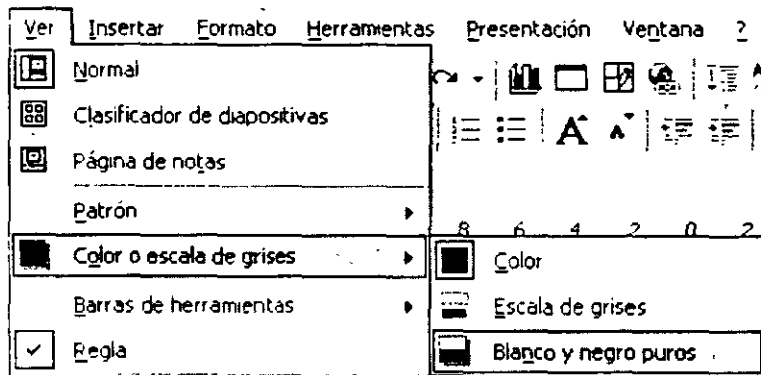 Ver Insertar Formato Herramientas Presentación Ventana ?
Normal
Clasificador de diapositivas
Página de notas
Patrón
8 6 4 2 0 2
Color o escala de grises
Color
Barras de herramientas
Escala de grises
Regla
Blanco y negro puros